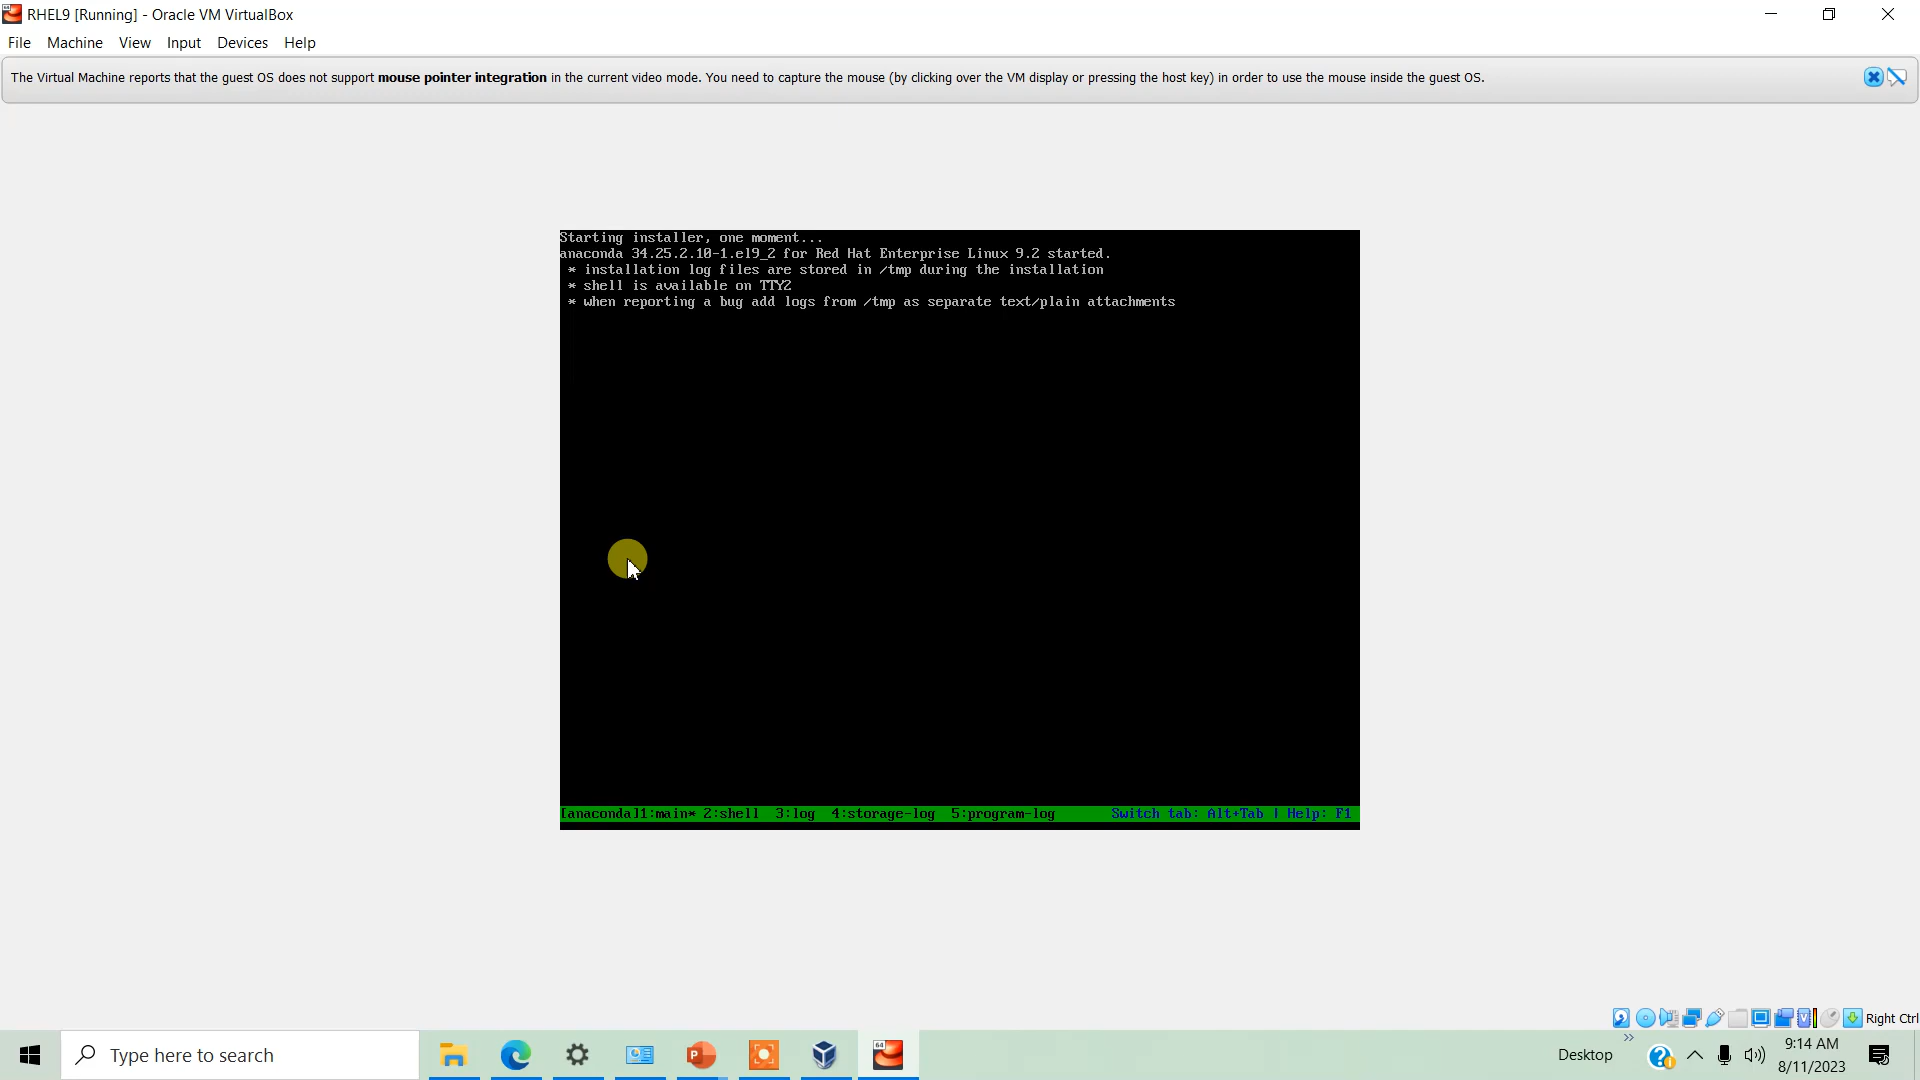 RHEL9 [Running] - Oracle VM VirtualBox
File Machine View Input Devices Help
The Virtual Machine reports that the guest OS does not support mouse pointer integration in the current video mode. You need to capture the mouse (by clicking over the VM display or pressing the host key) in order to use the mouse inside the guest OS.
Starting installer, one moment...
anaconda 34.25.2.10-1.el9_2 for Red Hat Enterprise Linux 9.2 started.
* installation log files are stored in /tmp during the installation
* shell is available on TTY2
* when reporting a bug add logs from /tmp as separate text/plain attachments
[anaconda]1:main* 2:shell 3:log 4:storage-log 5:program-log Switch tab: Alt+Tab | Help: F1
Right Ctrl
Type here to search
Desktop
9:14 AM
8/11/2023